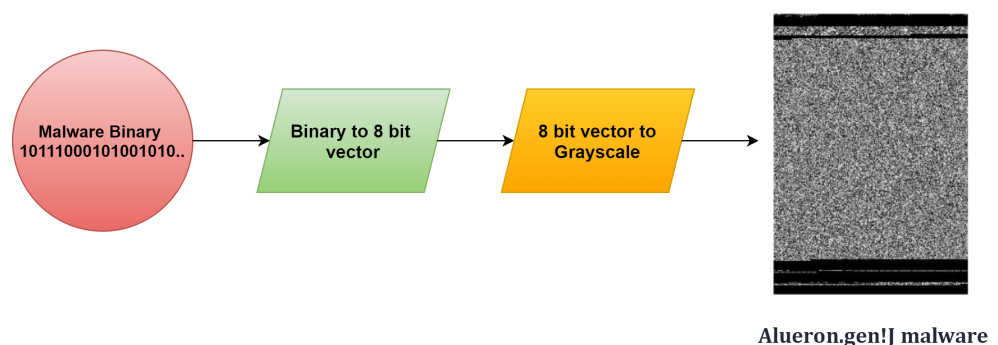 Malware Binary
10111000101001010..
Binary to 8 bit
vector
8 bit vector to
Grayscale
Alueron.gen!J malware